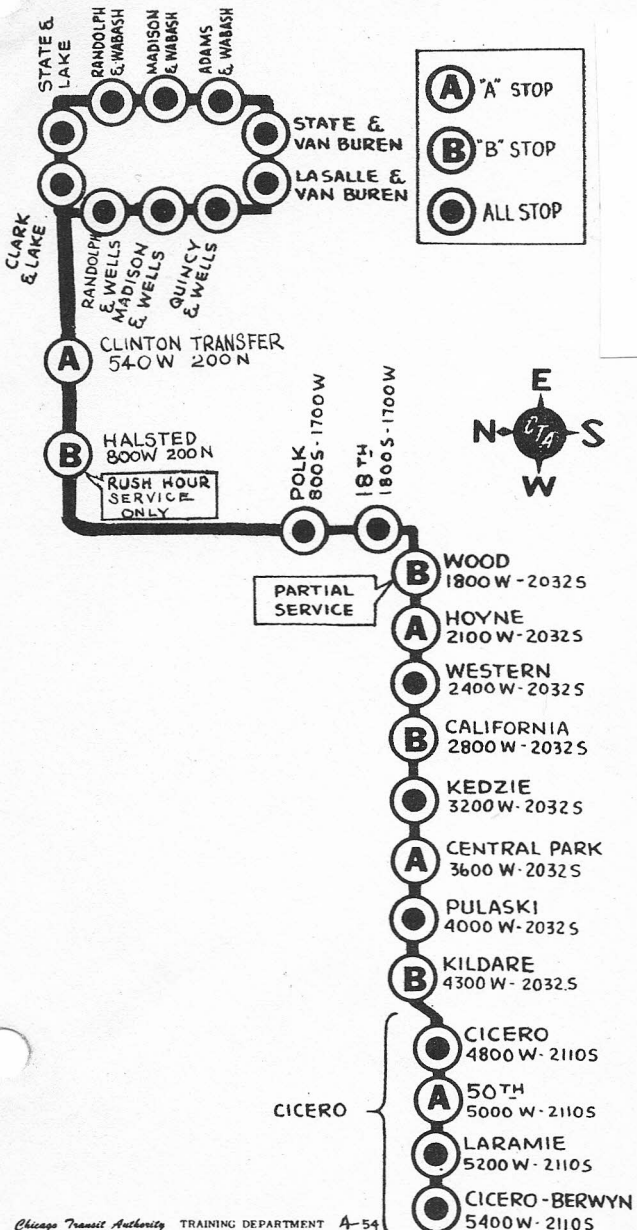 STATE &
LAKE
RANDOLPH
& WABASH
MADISON
& WABASH
ADAMS
& WABASH
STATE &
VAN BUREN
LASALLE &
VAN BUREN
CLARK
& LAKE
RANDOLPH
& WELLS
MADISON
& WELLS
QUINCY
& WELLS
A "A" STOP
B "B" STOP
ALL STOP
A
CLINTON TRANSFER
540W 200N
B
HALSTED
800W 200N
RUSH HOUR
SERVICE
ONLY
E
N CTA S
W
POLK
800S-1700W
18TH
1800S-1700W
PARTIAL
SERVICE
B
WOOD
1800W-2032S
A
HOYNE
2100W-2032S
WESTERN
2400W-2032S
B
CALIFORNIA
2800W-2032S
KEDZIE
3200W-2032S
A
CENTRAL PARK
3600W-2032S
PULASKI
4000W-2032S
B
KILDARE
4300W-2032.S
CICERO
CICERO
4800W-2110S
A
50TH
5000W-2110S
LARAMIE
5200W-2110S
CICERO-BERWYN
5400W-2110S
Chicago Transit Authority TRAINING DEPARTMENT A-54